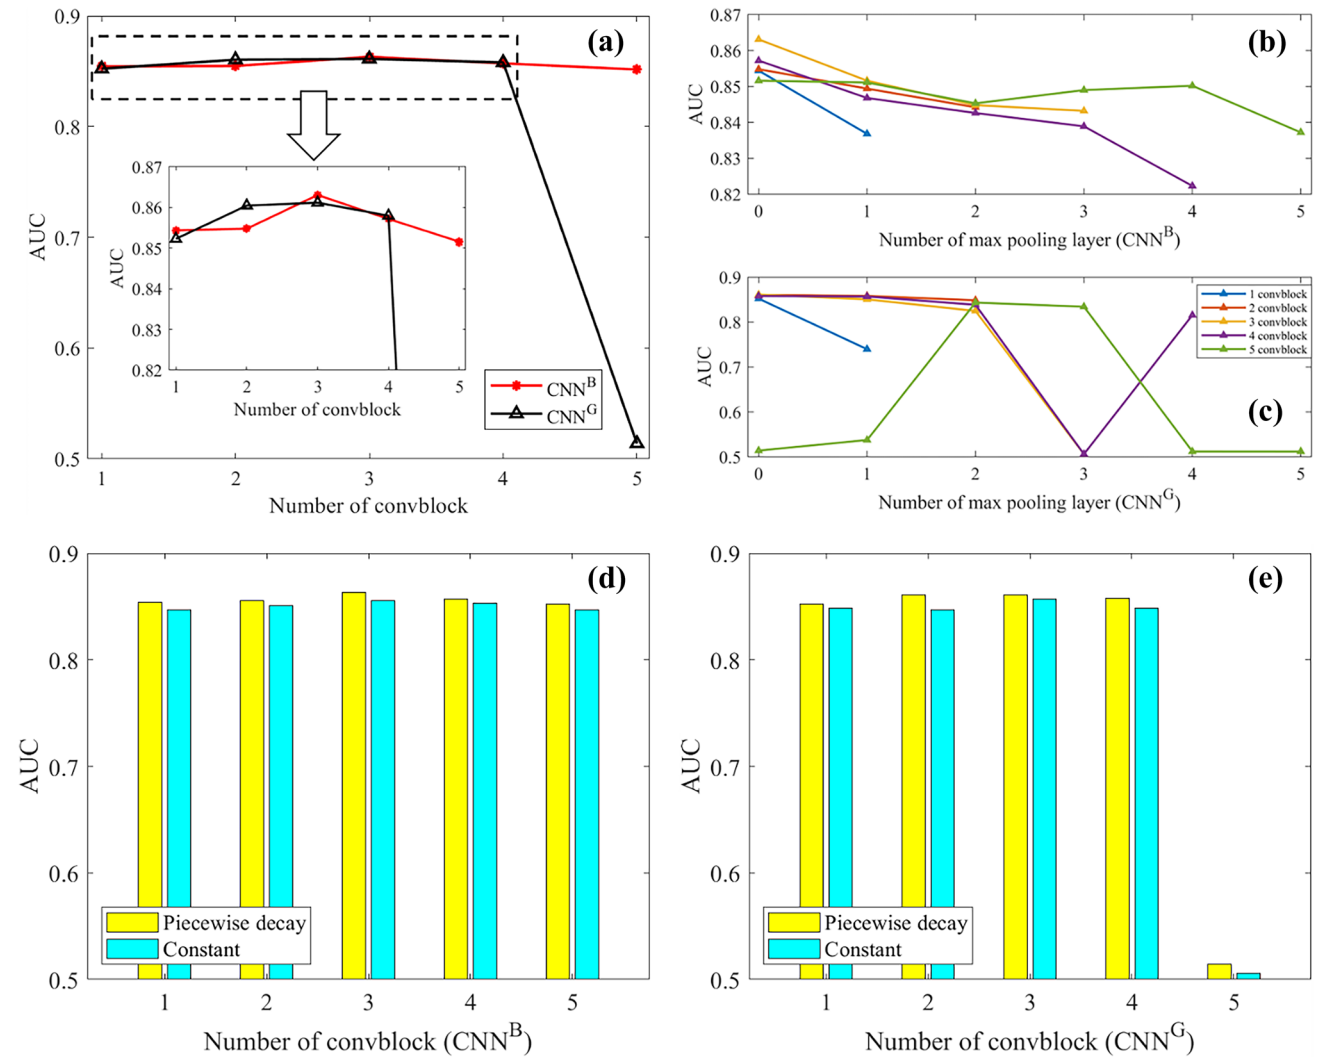 (a)
0.9
0.8
0.7
0.6
0.5
AUC
1 2 3 4 5
Number of convblock
0.87
0.86
0.85
0.84
0.83
0.82
AUC
1 2 3 4 5
Number of convblock
CNN^B
CNN^G
(b)
0.87
0.86
0.85
0.84
0.83
0.82
AUC
0 1 2 3 4 5
Number of max pooling layer (CNN^B)
(c)
0.9
0.8
0.7
0.6
0.5
AUC
1 convblock
2 convblock
3 convblock
4 convblock
5 convblock
0 1 2 3 4 5
Number of max pooling layer (CNN^G)
(d)
0.9
0.8
0.7
0.6
0.5
AUC
Piecewise decay
Constant
1 2 3 4 5
Number of convblock (CNN^B)
(e)
0.9
0.8
0.7
0.6
0.5
AUC
Piecewise decay
Constant
1 2 3 4 5
Number of convblock (CNN^G)